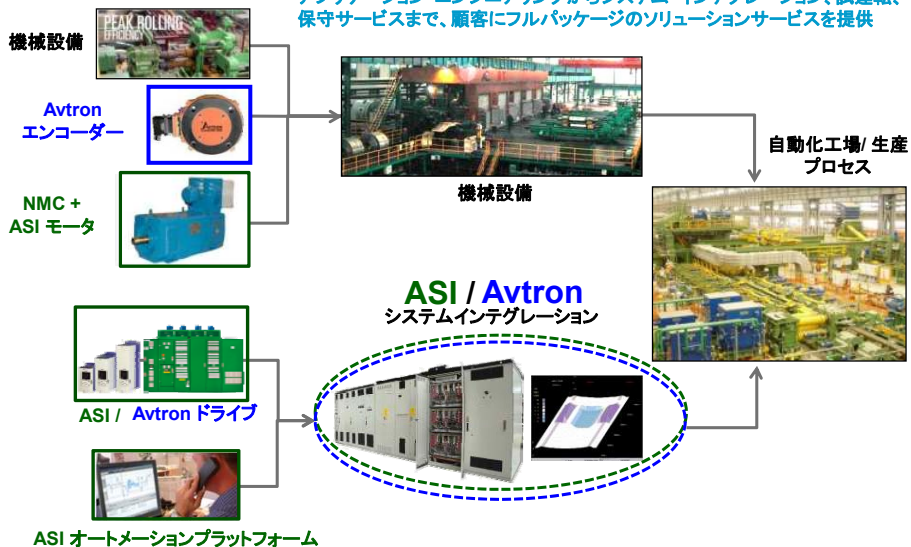 保守サービスまで、顧客にフルパッケージのソリューションサービスを提供
PEAK ROLLING
EFFICIENCY
機械設備
Avtron
エンコーダー
機械設備
自動化工場/ 生産
プロセス
NMC +
ASI モータ
ASI / Avtron
システムインテグレーション
ASI / Avtron ドライブ
ASI オートメーションプラットフォーム